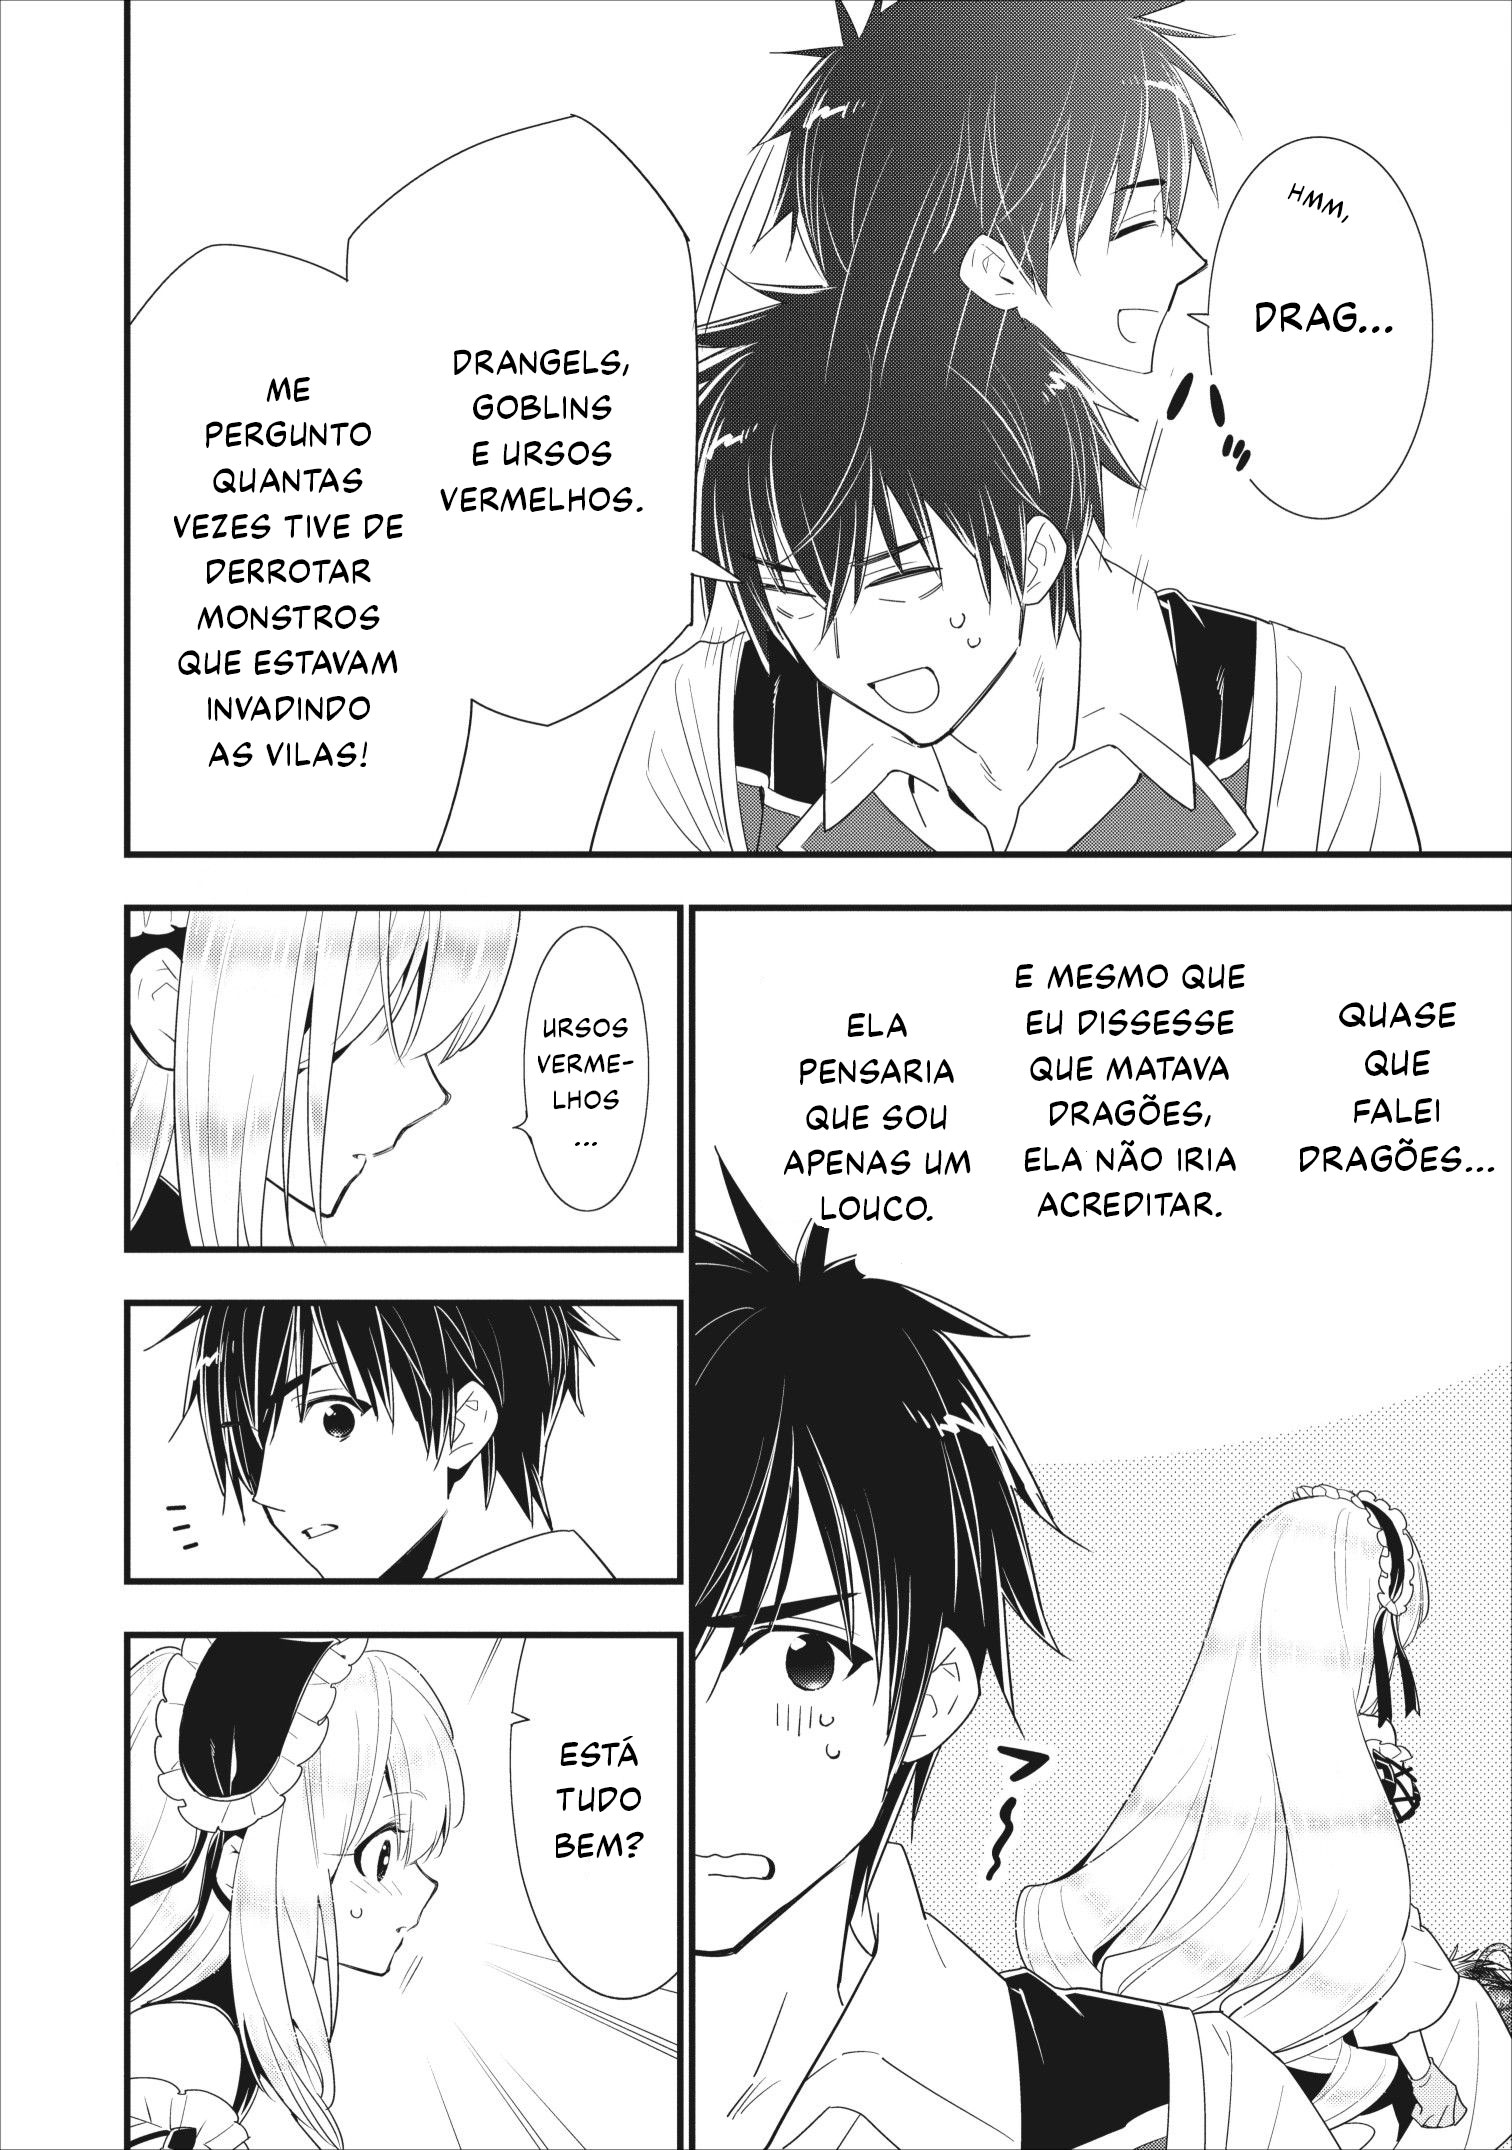 HMM,
DRAG...
DRANGELS,
GOBLINS
E URSOS
VERMELHOS.
ME
PERGUNTO
QUANTAS
VEZES TIVE DE
DERROTAR
MONSTROS
QUE ESTAVAM
INVADINDO
AS VILAS!
QUASE
QUE
FALEI
DRAGÕES...
E MESMO QUE
EU DISSESSE
QUE MATAVA
DRAGÕES,
ELA NÃO IRIA
ACREDITAR.
ELA
PENSARIA
QUE SOU
APENAS UM
LOUCO.
URSOS
VERME-
LHOS
...
ESTÁ
TUDO
BEM?